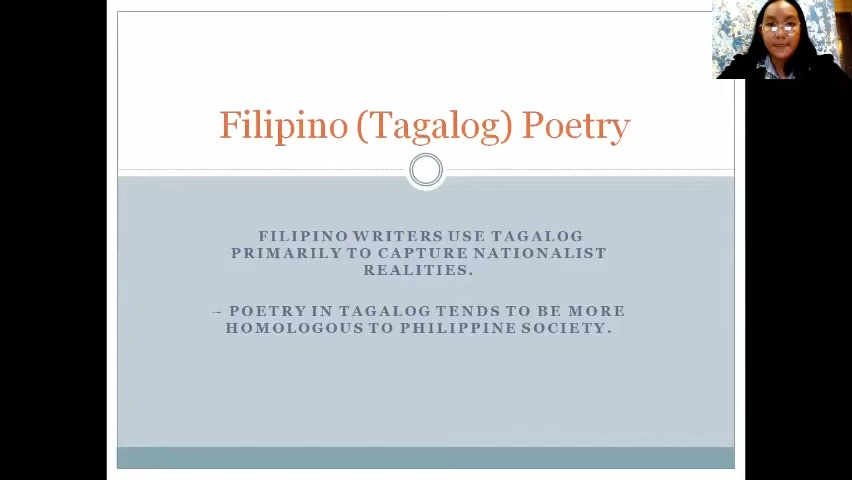 Filipino (Tagalog) Poetry
FILIPINO WRITERS USE TAGALOG
PRIMARILY TO CAPTURE NATIONALIST
REALITIES.
– POETRY IN TAGALOG TENDS TO BE MORE
HOMOLOGOUS TO PHILIPPINE SOCIETY.